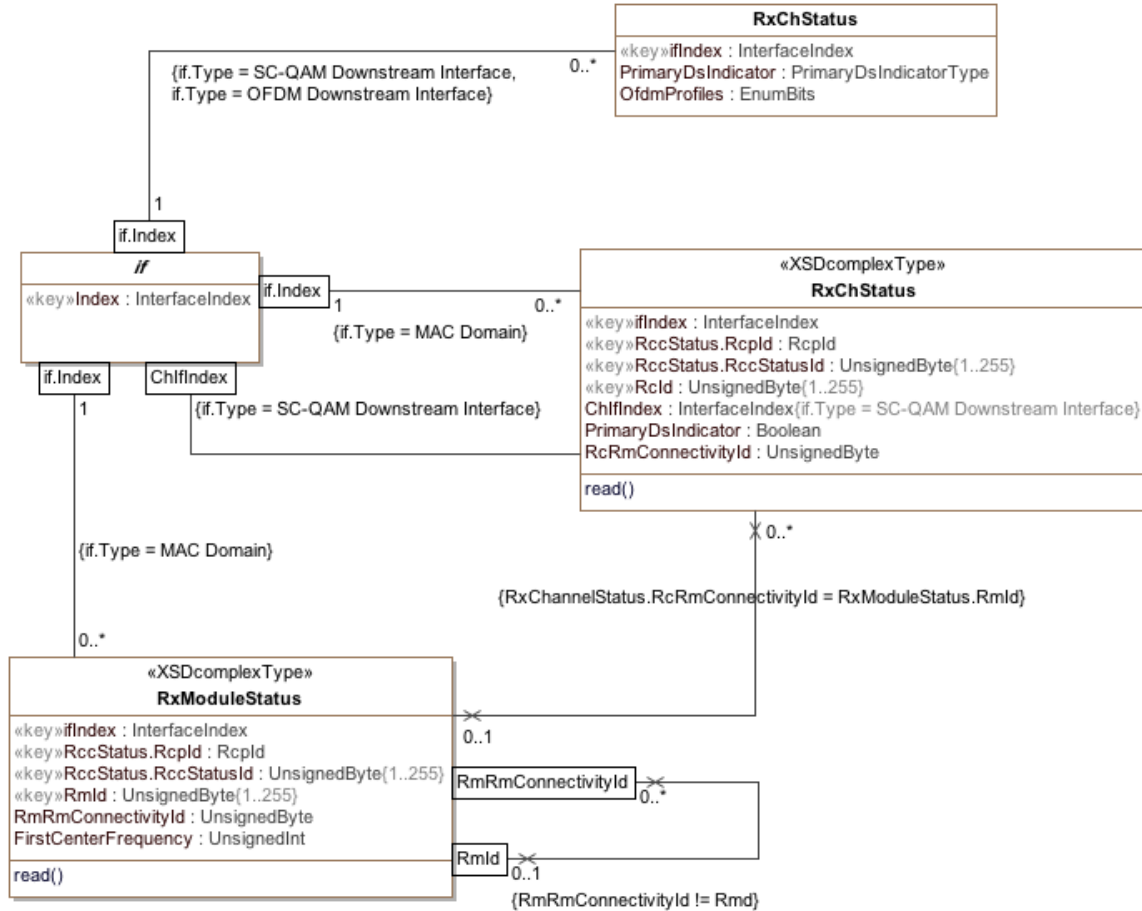 RxChStatus
«key»ifIndex : InterfaceIndex
PrimaryDsIndicator : PrimaryDsIndicatorType
OfdmProfiles : EnumBits
0..*
{if.Type = SC-QAM Downstream Interface,
if.Type = OFDM Downstream Interface}
1
if.Index
if
«key»Index : InterfaceIndex
if.Index
1
0..*
{if.Type = MAC Domain}
if.Index
1
ChIfIndex
{if.Type = SC-QAM Downstream Interface}
«XSDcomplexType»
RxChStatus
«key»ifIndex : InterfaceIndex
«key»RccStatus.RcpId : RcpId
«key»RccStatus.RccStatusId : UnsignedByte{1..255}
«key»RcId : UnsignedByte{1..255}
ChIfIndex : InterfaceIndex{if.Type = SC-QAM Downstream Interface}
PrimaryDsIndicator : Boolean
RcRmConnectivityId : UnsignedByte
read()
0..*
{if.Type = MAC Domain}
{RxChannelStatus.RcRmConnectivityId = RxModuleStatus.RmId}
0..*
«XSDcomplexType»
RxModuleStatus
«key»ifIndex : InterfaceIndex
«key»RccStatus.RcpId : RcpId
«key»RccStatus.RccStatusId : UnsignedByte{1..255}
«key»RmId : UnsignedByte{1..255}
RmRmConnectivityId : UnsignedByte
FirstCenterFrequency : UnsignedInt
read()
0..1
RmRmConnectivityId
0..*
RmId
0..1
{RmRmConnectivityId != Rmd}